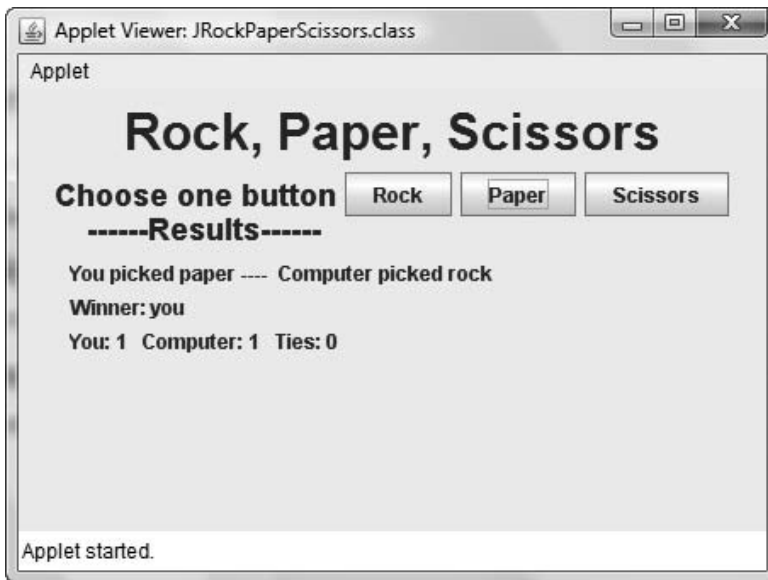 Applet Viewer: JRockPaperScissors.class
Applet
Rock, Paper, Scissors
Choose one button Rock Paper Scissors
------Results------
You picked paper ---- Computer picked rock
Winner: you
You: 1 Computer: 1 Ties: 0
Applet started.